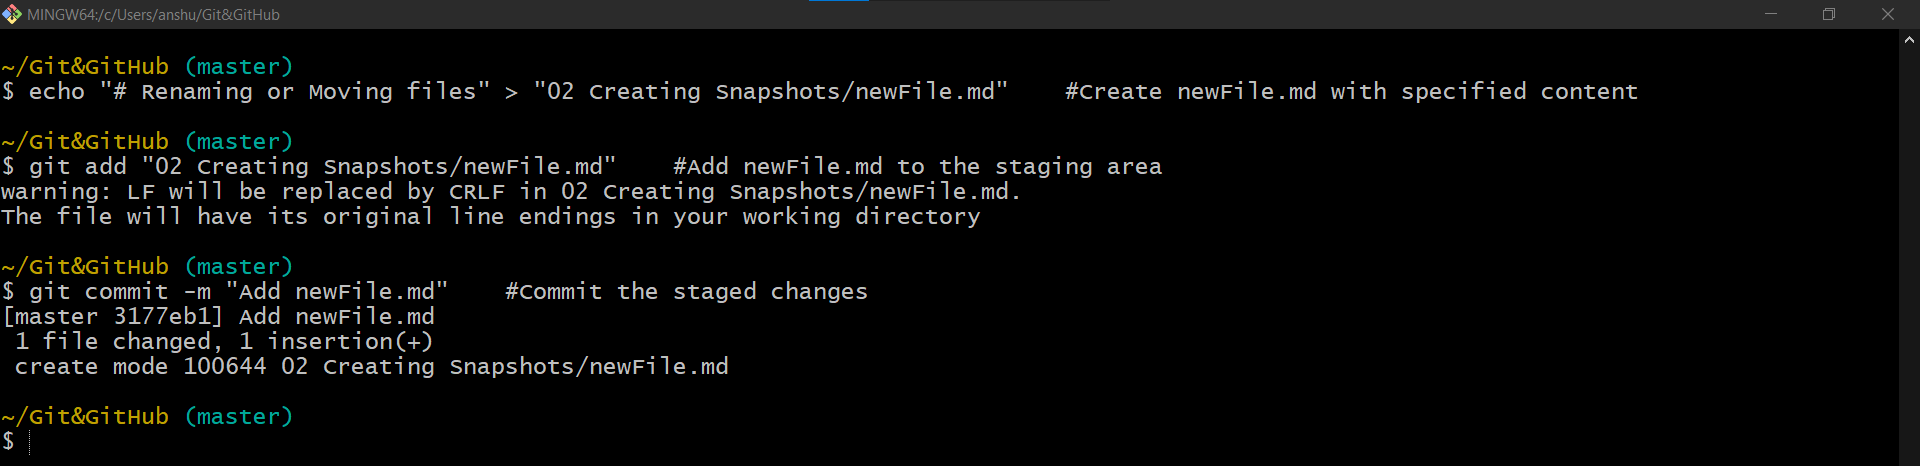 MINGW64:/c/Users/anshu/Git&GitHub
~/Git&GitHub (master)
$ echo "# Renaming or Moving files" > "02 Creating Snapshots/newFile.md"    #Create newFile.md with specified content
~/Git&GitHub (master)
$ git add "02 Creating Snapshots/newFile.md"    #Add newFile.md to the staging area
warning: LF will be replaced by CRLF in 02 Creating Snapshots/newFile.md.
The file will have its original line endings in your working directory
~/Git&GitHub (master)
$ git commit -m "Add newFile.md"    #Commit the staged changes
[master 3177eb1] Add newFile.md
 1 file changed, 1 insertion(+)
 create mode 100644 02 Creating Snapshots/newFile.md
~/Git&GitHub (master)
$